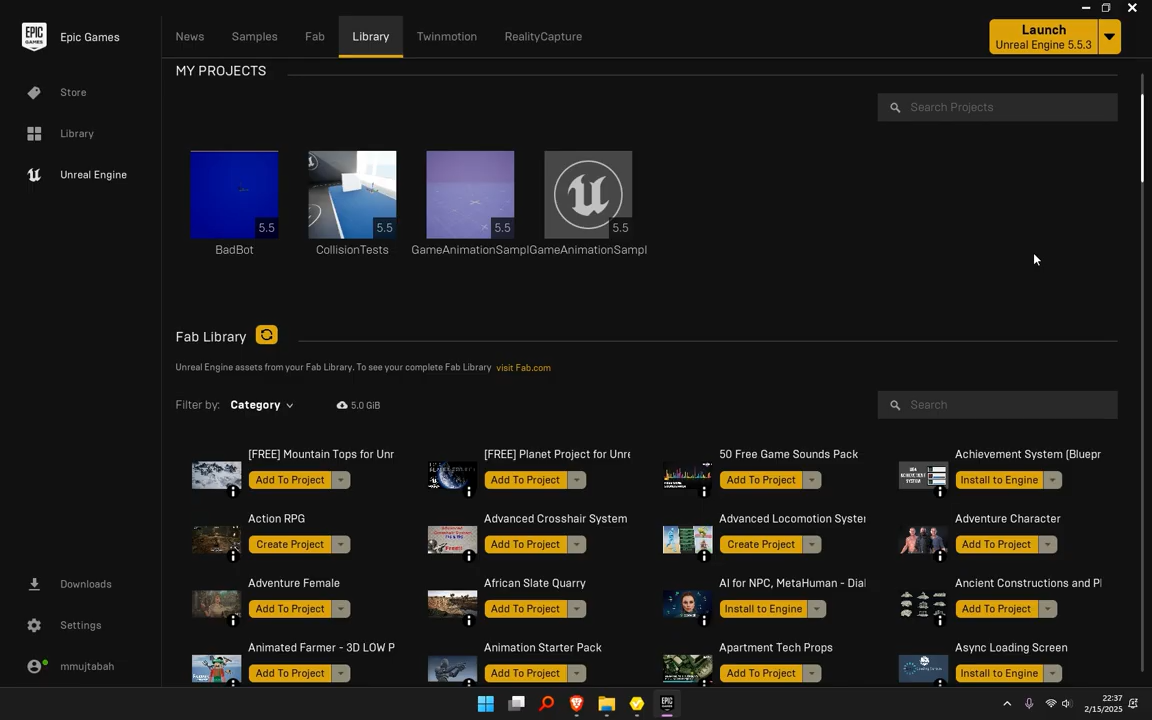 EPIC GAMES
Epic Games
News
Samples
Fab
Library
Twinmotion
RealityCapture
Launch
Unreal Engine 5.5.3
Store
Library
Unreal Engine
MY PROJECTS
Search Projects
5.5
5.5
5.5
5.5
BadBot
CollisionTests
GameAnimationSampl
GameAnimationSampl
Fab Library
Unreal Engine assets from your Fab Library. To see your complete Fab Library visit Fab.com
Filter by: Category
5.0 GiB
Search
[FREE] Mountain Tops for Unr
Add To Project
[FREE] Planet Project for Unre
Add To Project
50 Free Game Sounds Pack
Add To Project
Achievement System (Bluepr
Install to Engine
Action RPG
Create Project
Advanced Crosshair System
Add To Project
Advanced Locomotion Syste
Create Project
Adventure Character
Add To Project
Adventure Female
Add To Project
African Slate Quarry
Add To Project
AI for NPC, MetaHuman - Dial
Install to Engine
Ancient Constructions and Pl
Add To Project
Animated Farmer - 3D LOW P
Add To Project
Animation Starter Pack
Add To Project
Apartment Tech Props
Add To Project
Async Loading Screen
Install to Engine
Downloads
Settings
mmujtabah
22:37
2/15/2025